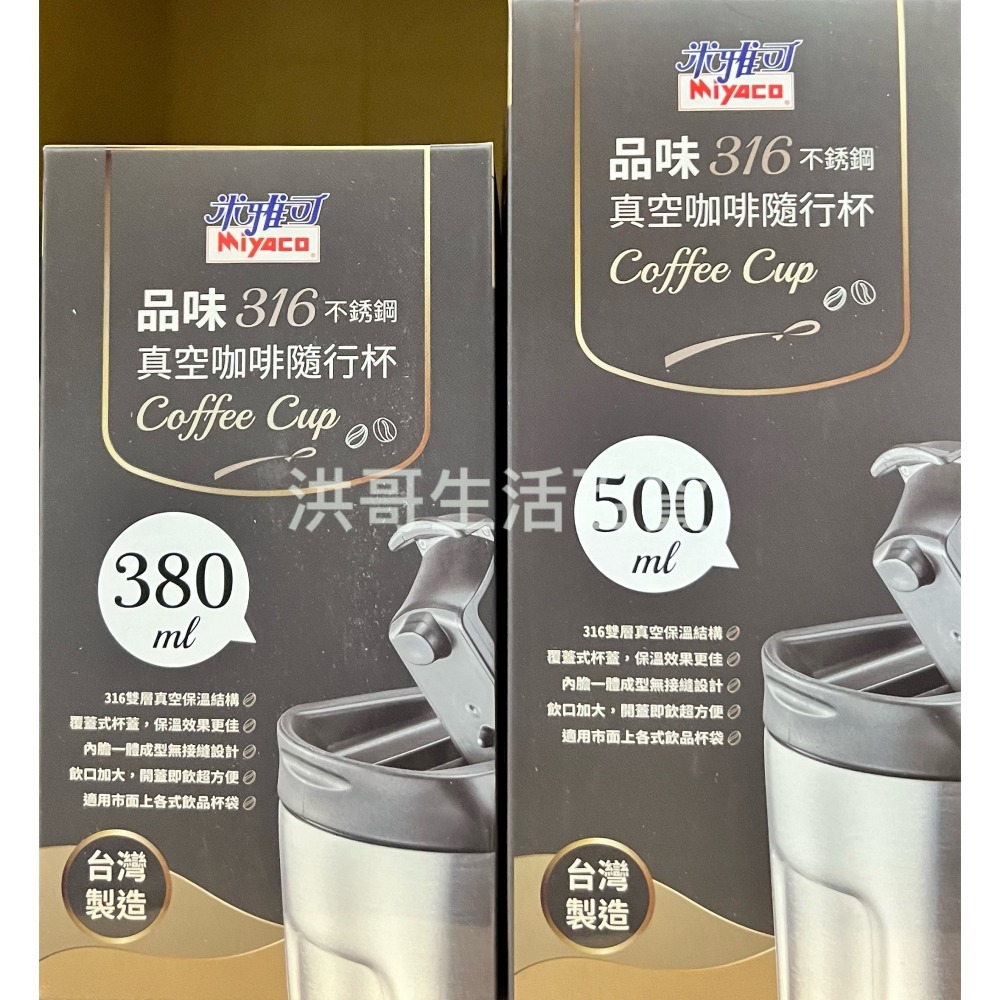 米雅可
Miyaco
品味 316 不銹鋼
真空咖啡隨行杯
Coffee Cup
380
ml
316雙層真空保溫結構
覆蓋式杯蓋，保溫效果更佳
內膽一體成型無接縫設計
飲口加大，開蓋即飲超方便
適用市面上各式飲品杯袋
台灣
製造
米雅可
Miyaco
品味 316 不銹鋼
真空咖啡隨行杯
Coffee Cup
500
ml
316雙層真空保溫結構
覆蓋式杯蓋，保溫效果更佳
內膽一體成型無接縫設計
飲口加大，開蓋即飲超方便
適用市面上各式飲品杯袋
台灣
製造
洪哥生活